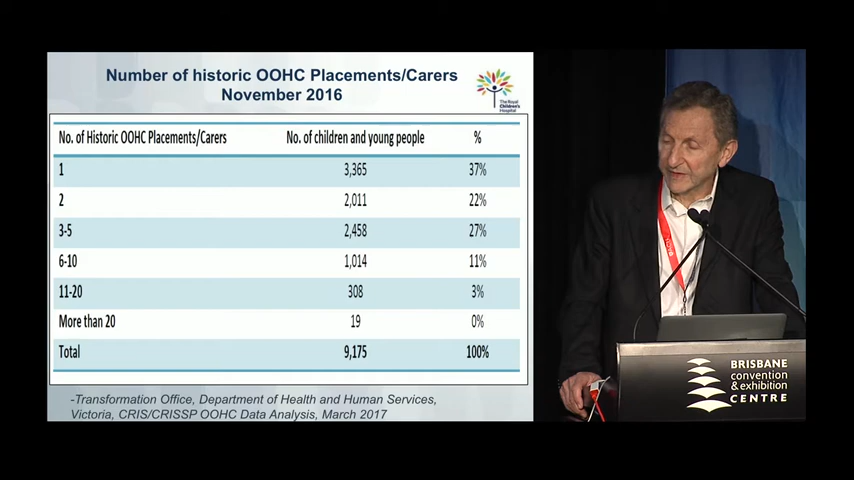 Number of historic OOHC Placements/Carers
November 2016
The Royal
Children's
Hospital
No. of Historic OOHC Placements/Carers No. of children and young people %
1 3,365 37%
2 2,011 22%
3-5 2,458 27%
6-10 1,014 11%
11-20 308 3%
More than 20 19 0%
Total 9,175 100%
-Transformation Office, Department of Health and Human Services,
Victoria, CRIS/CRISSP OOHC Data Analysis, March 2017
BRISBANE
convention
& exhibition
CENTRE